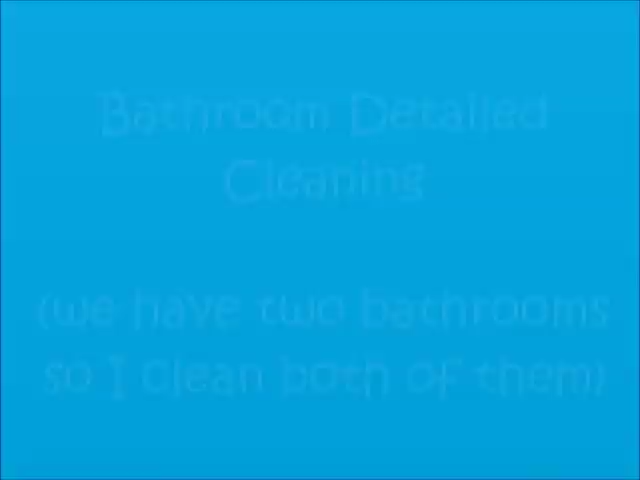 Bathroom Detailed
Cleaning
(we have two bathrooms
so I clean both of them)